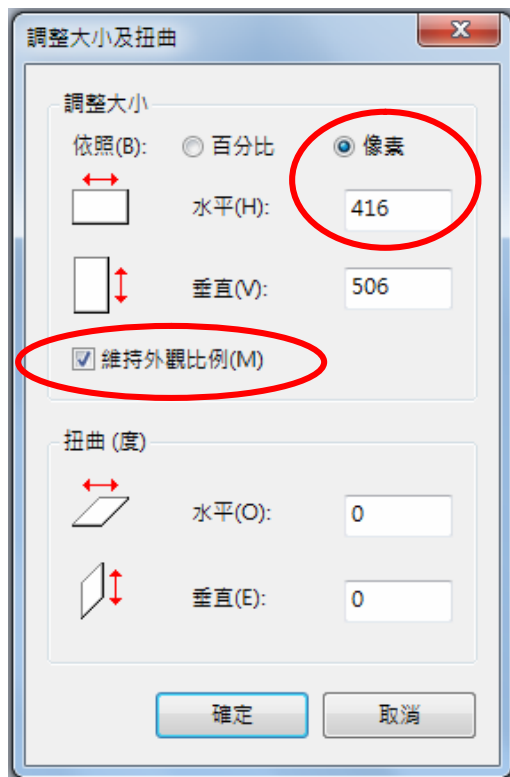 調整大小及扭曲
調整大小
依照(B): 百分比 像素
水平(H): 416
垂直(V): 506
維持外觀比例(M)
扭曲 (度)
水平(O): 0
垂直(E): 0
確定 取消